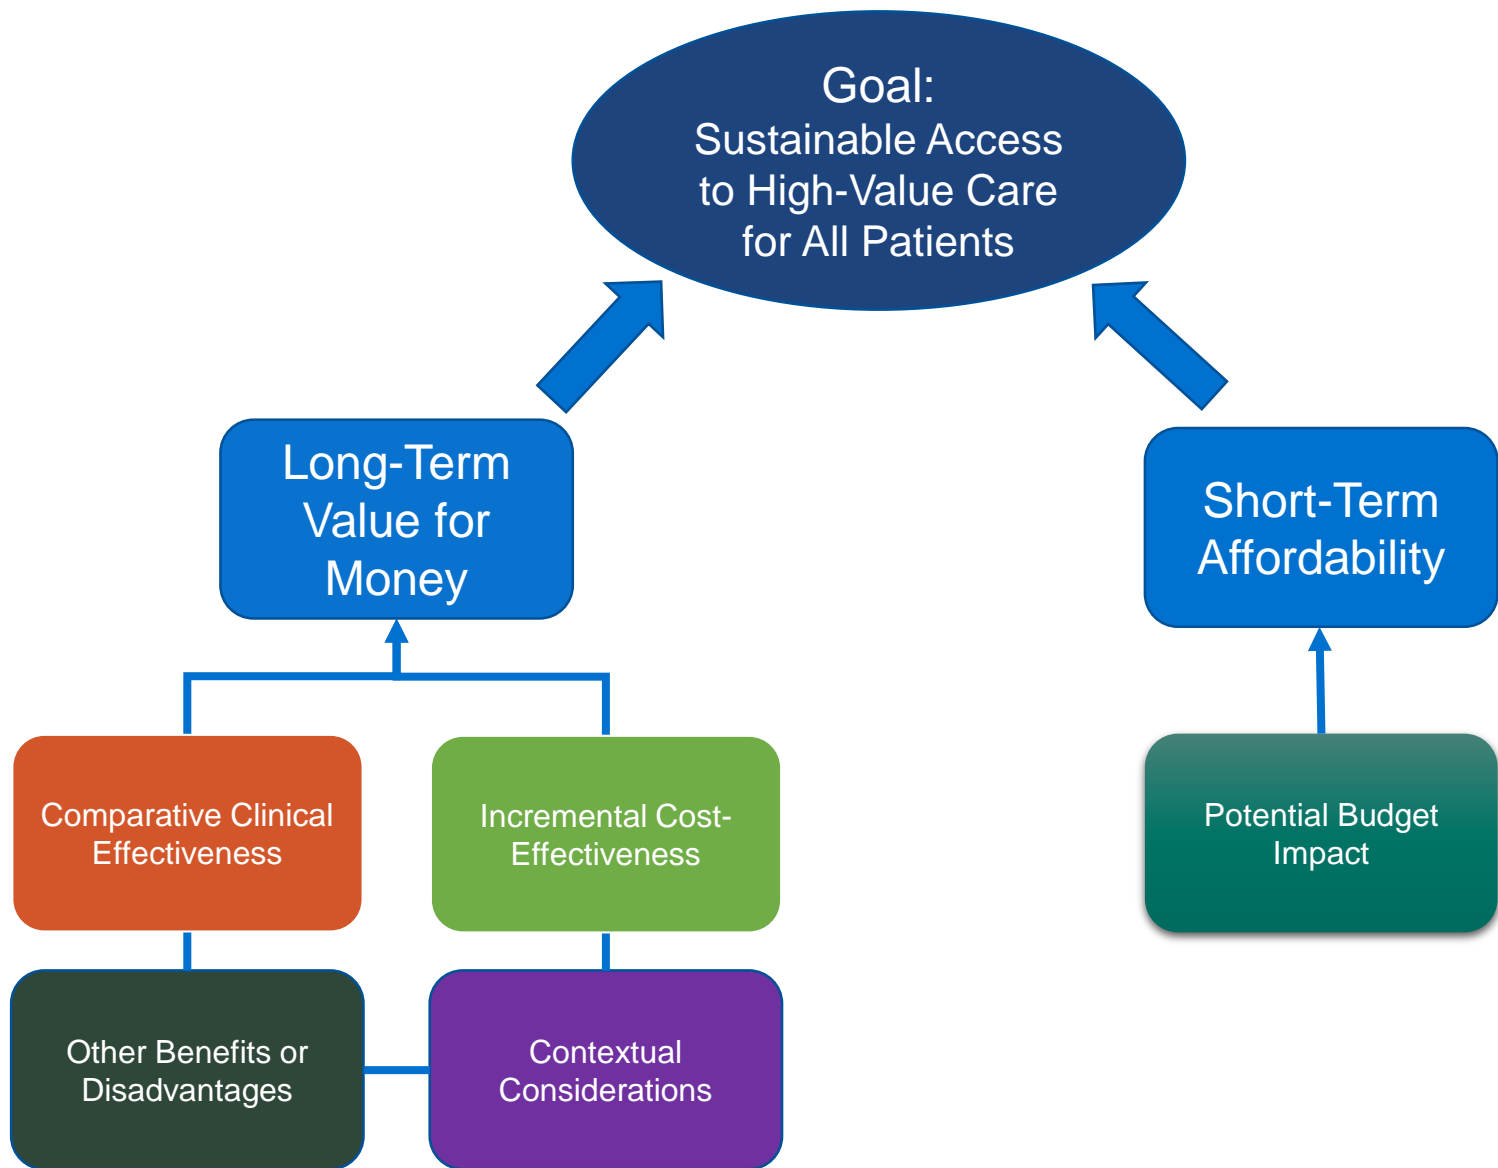 Goal:
Sustainable Access
to High-Value Care
for All Patients
Long-Term
Value for
Money
Short-Term
Affordability
Comparative Clinical
Effectiveness
Incremental Cost-
Effectiveness
Potential Budget
Impact
Other Benefits or
Disadvantages
Contextual
Considerations